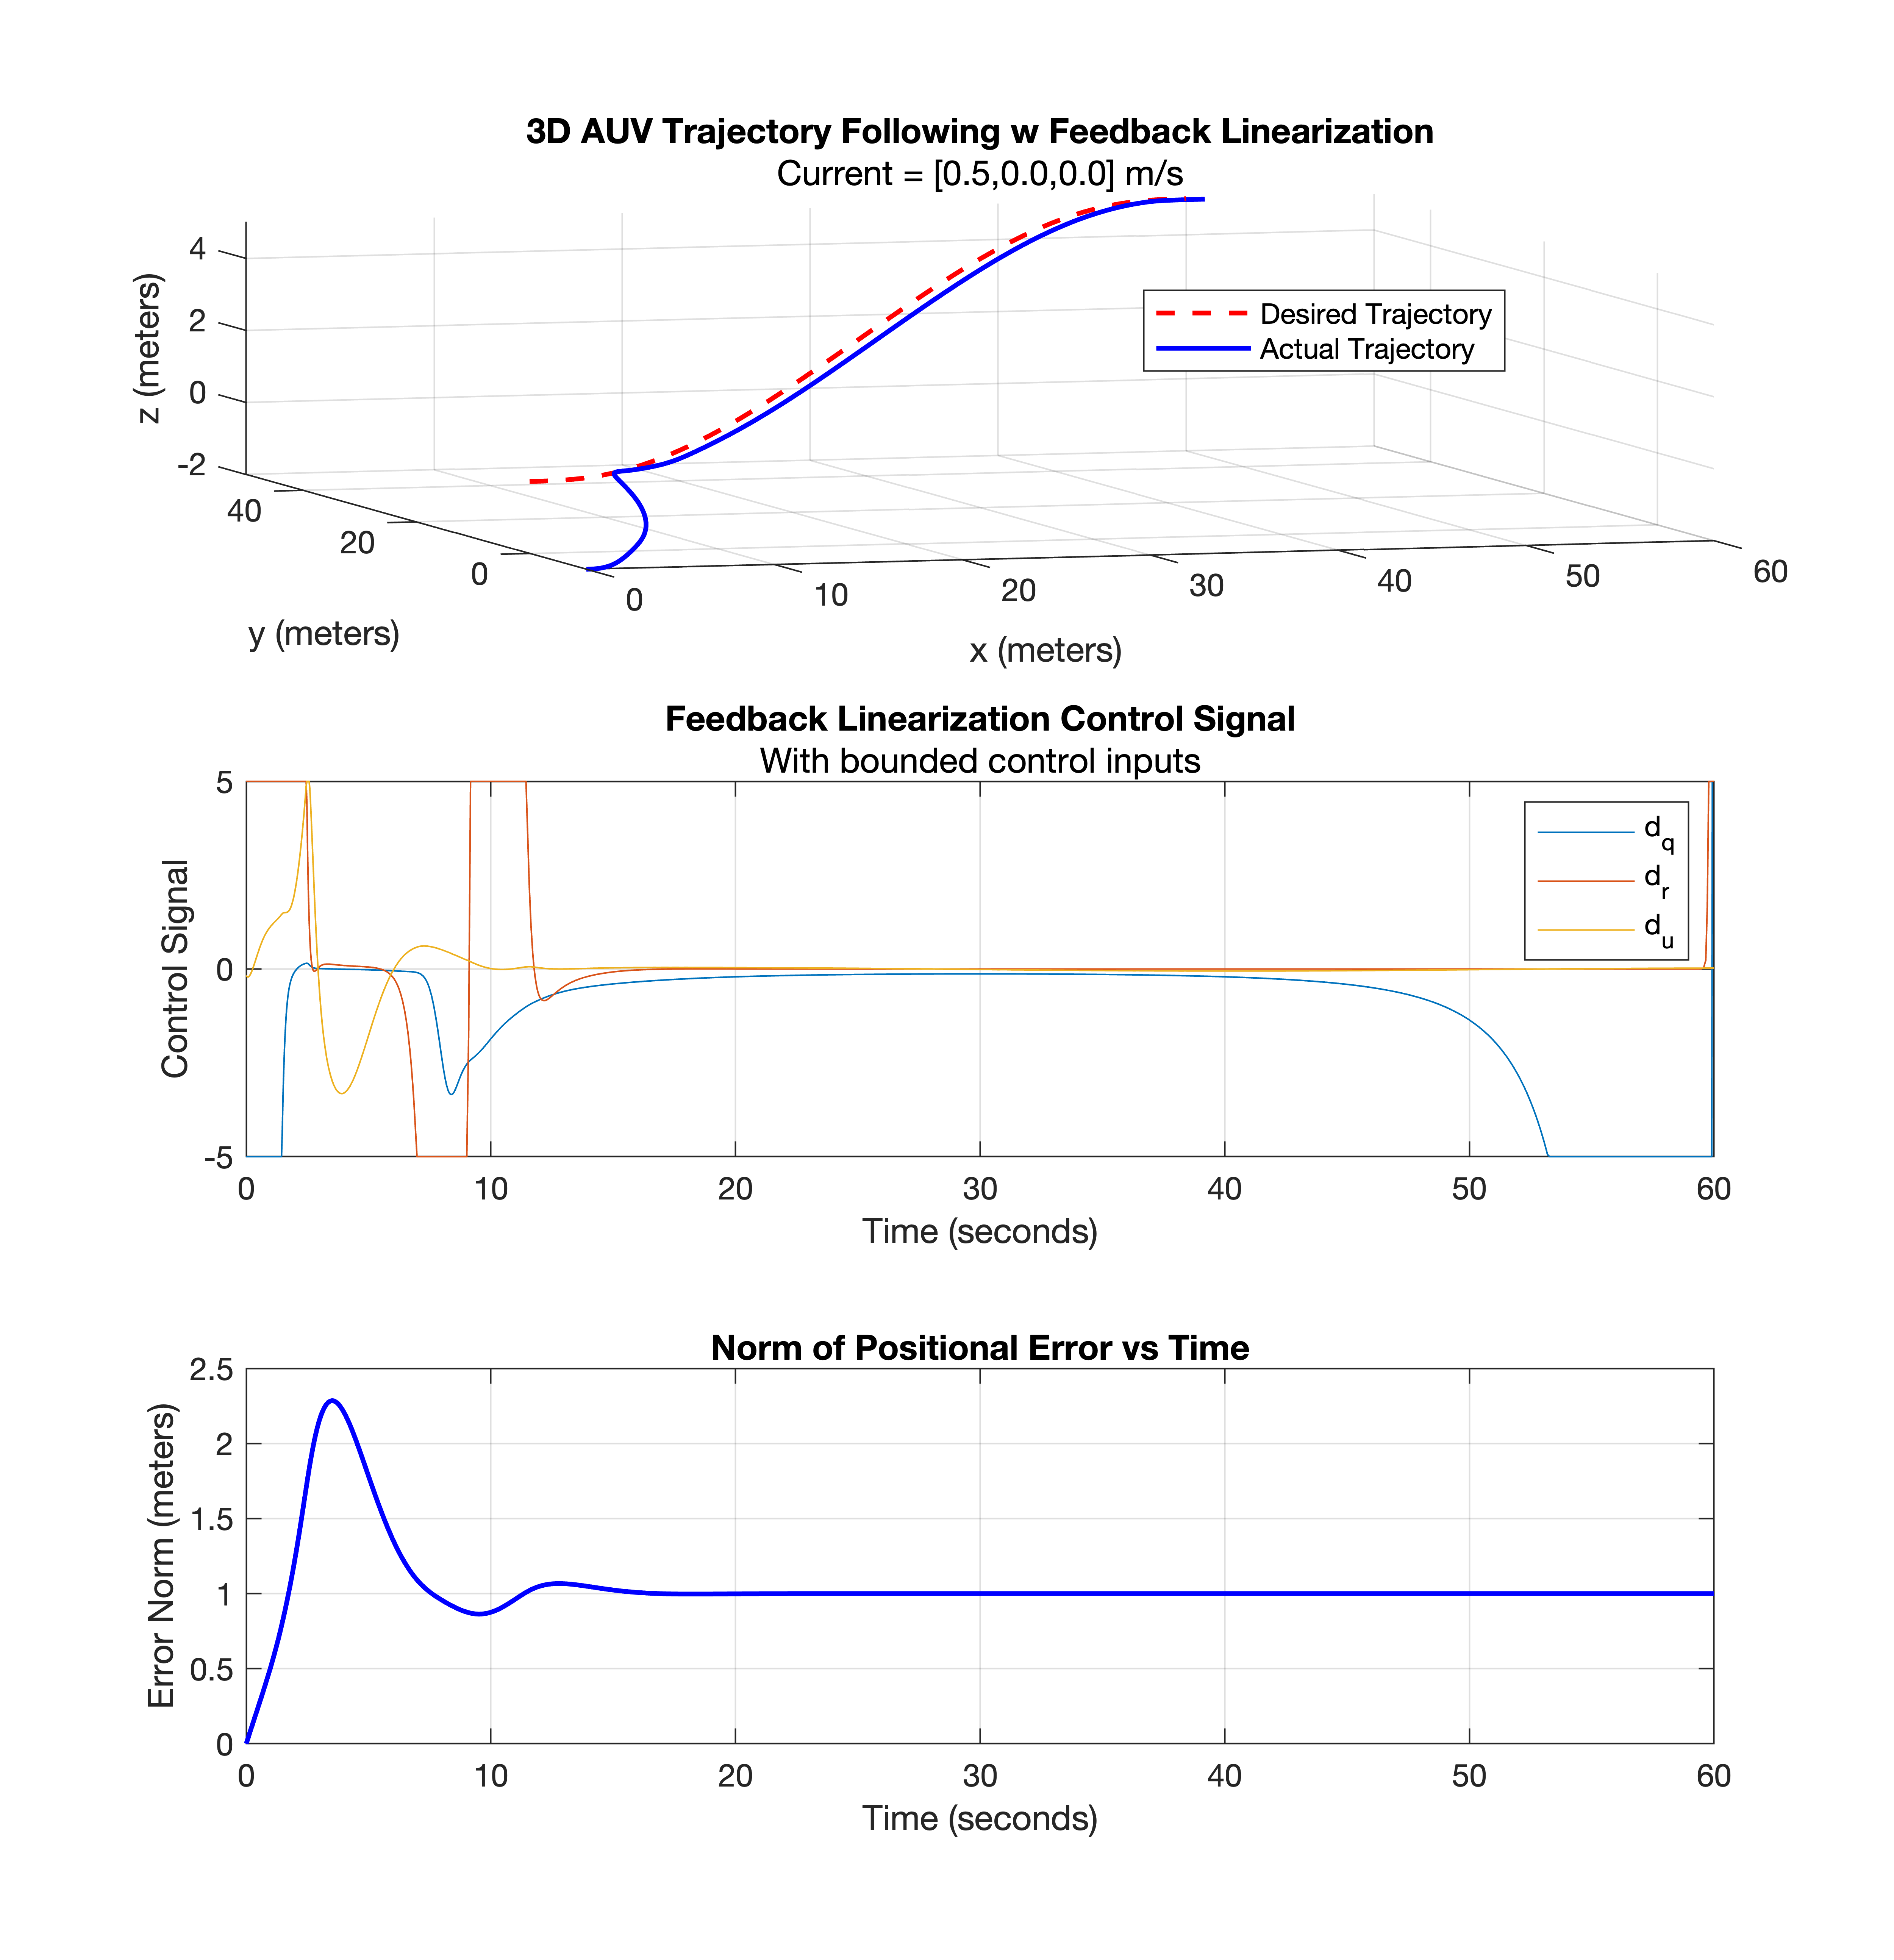 3D AUV Trajectory Following w Feedback Linearization
Current = [0.5,0.0,0.0] m/s
z (meters)
4
2
0
-2
40
20
0
y (meters)
0
10
20
30
40
50
60
x (meters)
Desired Trajectory
Actual Trajectory
Feedback Linearization Control Signal
With bounded control inputs
Control Signal
5
0
-5
0 10 20 30 40 50 60
Time (seconds)
d_q
d_r
d_u
Norm of Positional Error vs Time
Error Norm (meters)
2.5
2
1.5
1
0.5
0
0 10 20 30 40 50 60
Time (seconds)